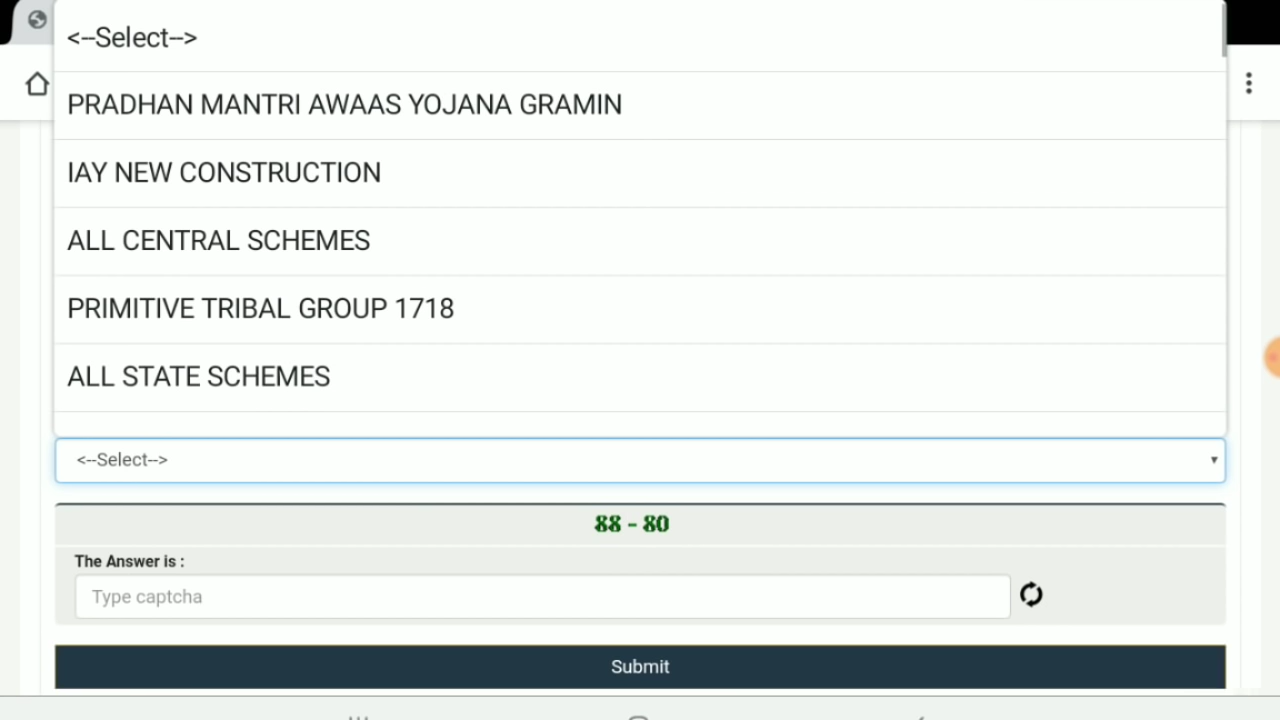 <--Select-->
PRADHAN MANTRI AWAAS YOJANA GRAMIN
IAY NEW CONSTRUCTION
ALL CENTRAL SCHEMES
PRIMITIVE TRIBAL GROUP 1718
ALL STATE SCHEMES
<--Select-->
88 - 80
The Answer is :
Type captcha
Submit